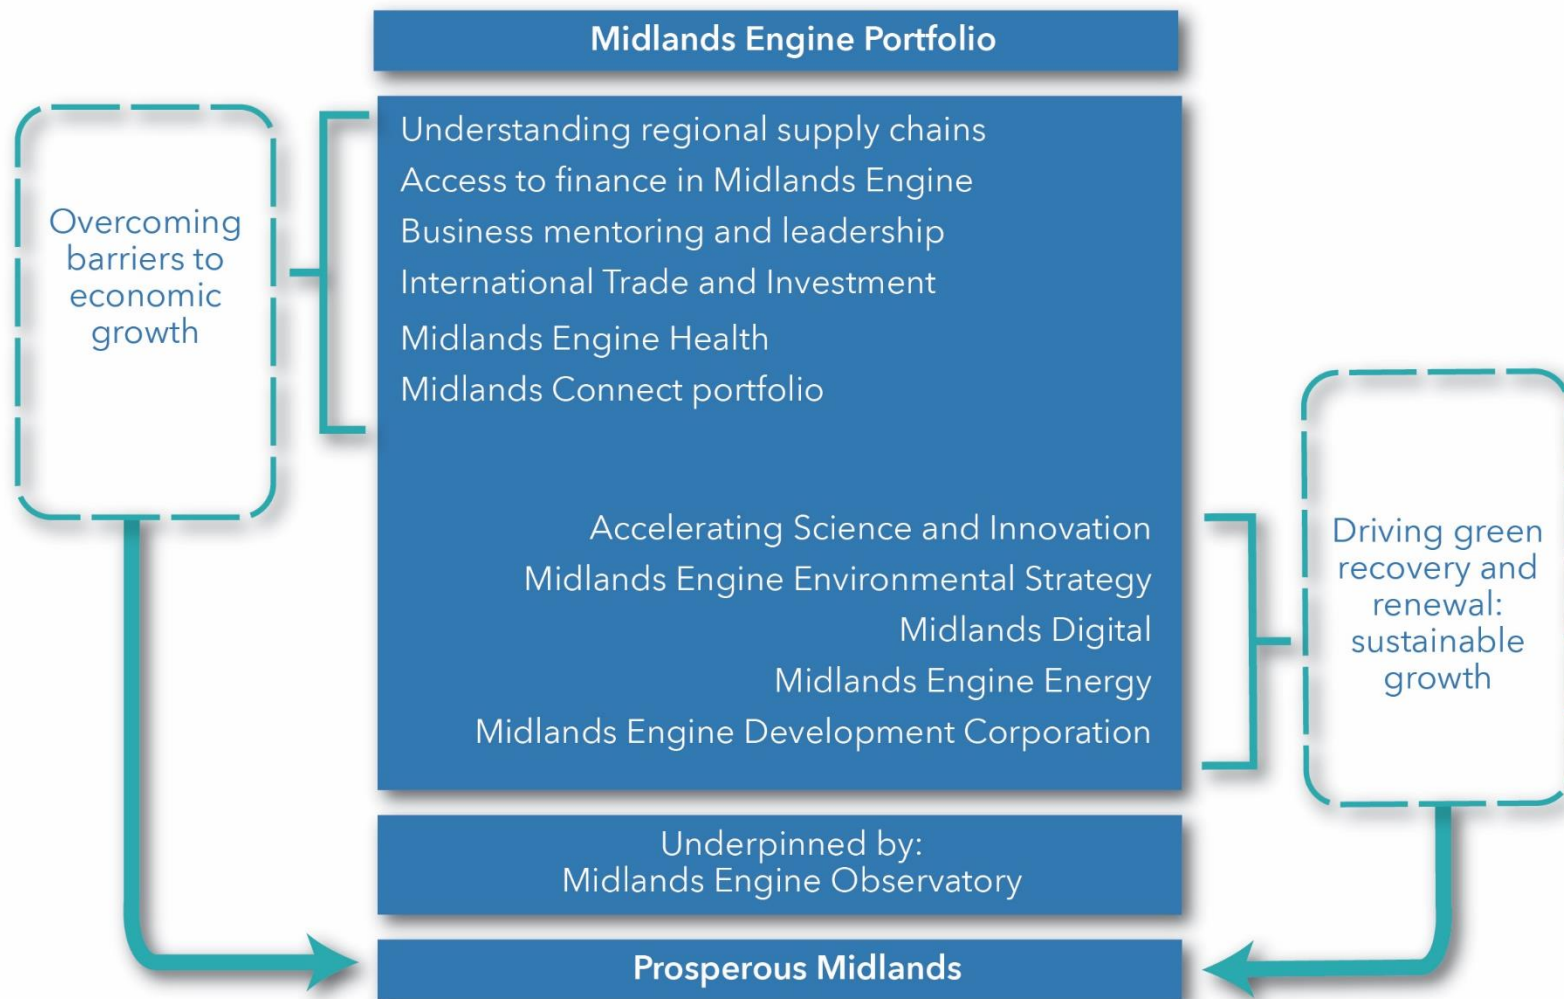 Midlands Engine Portfolio
Overcoming
barriers to
economic
growth
Understanding regional supply chains
Access to finance in Midlands Engine
Business mentoring and leadership
International Trade and Investment
Midlands Engine Health
Midlands Connect portfolio
Accelerating Science and Innovation
Midlands Engine Environmental Strategy
Midlands Digital
Midlands Engine Energy
Midlands Engine Development Corporation
Driving green
recovery and
renewal:
sustainable
growth
Underpinned by:
Midlands Engine Observatory
Prosperous Midlands